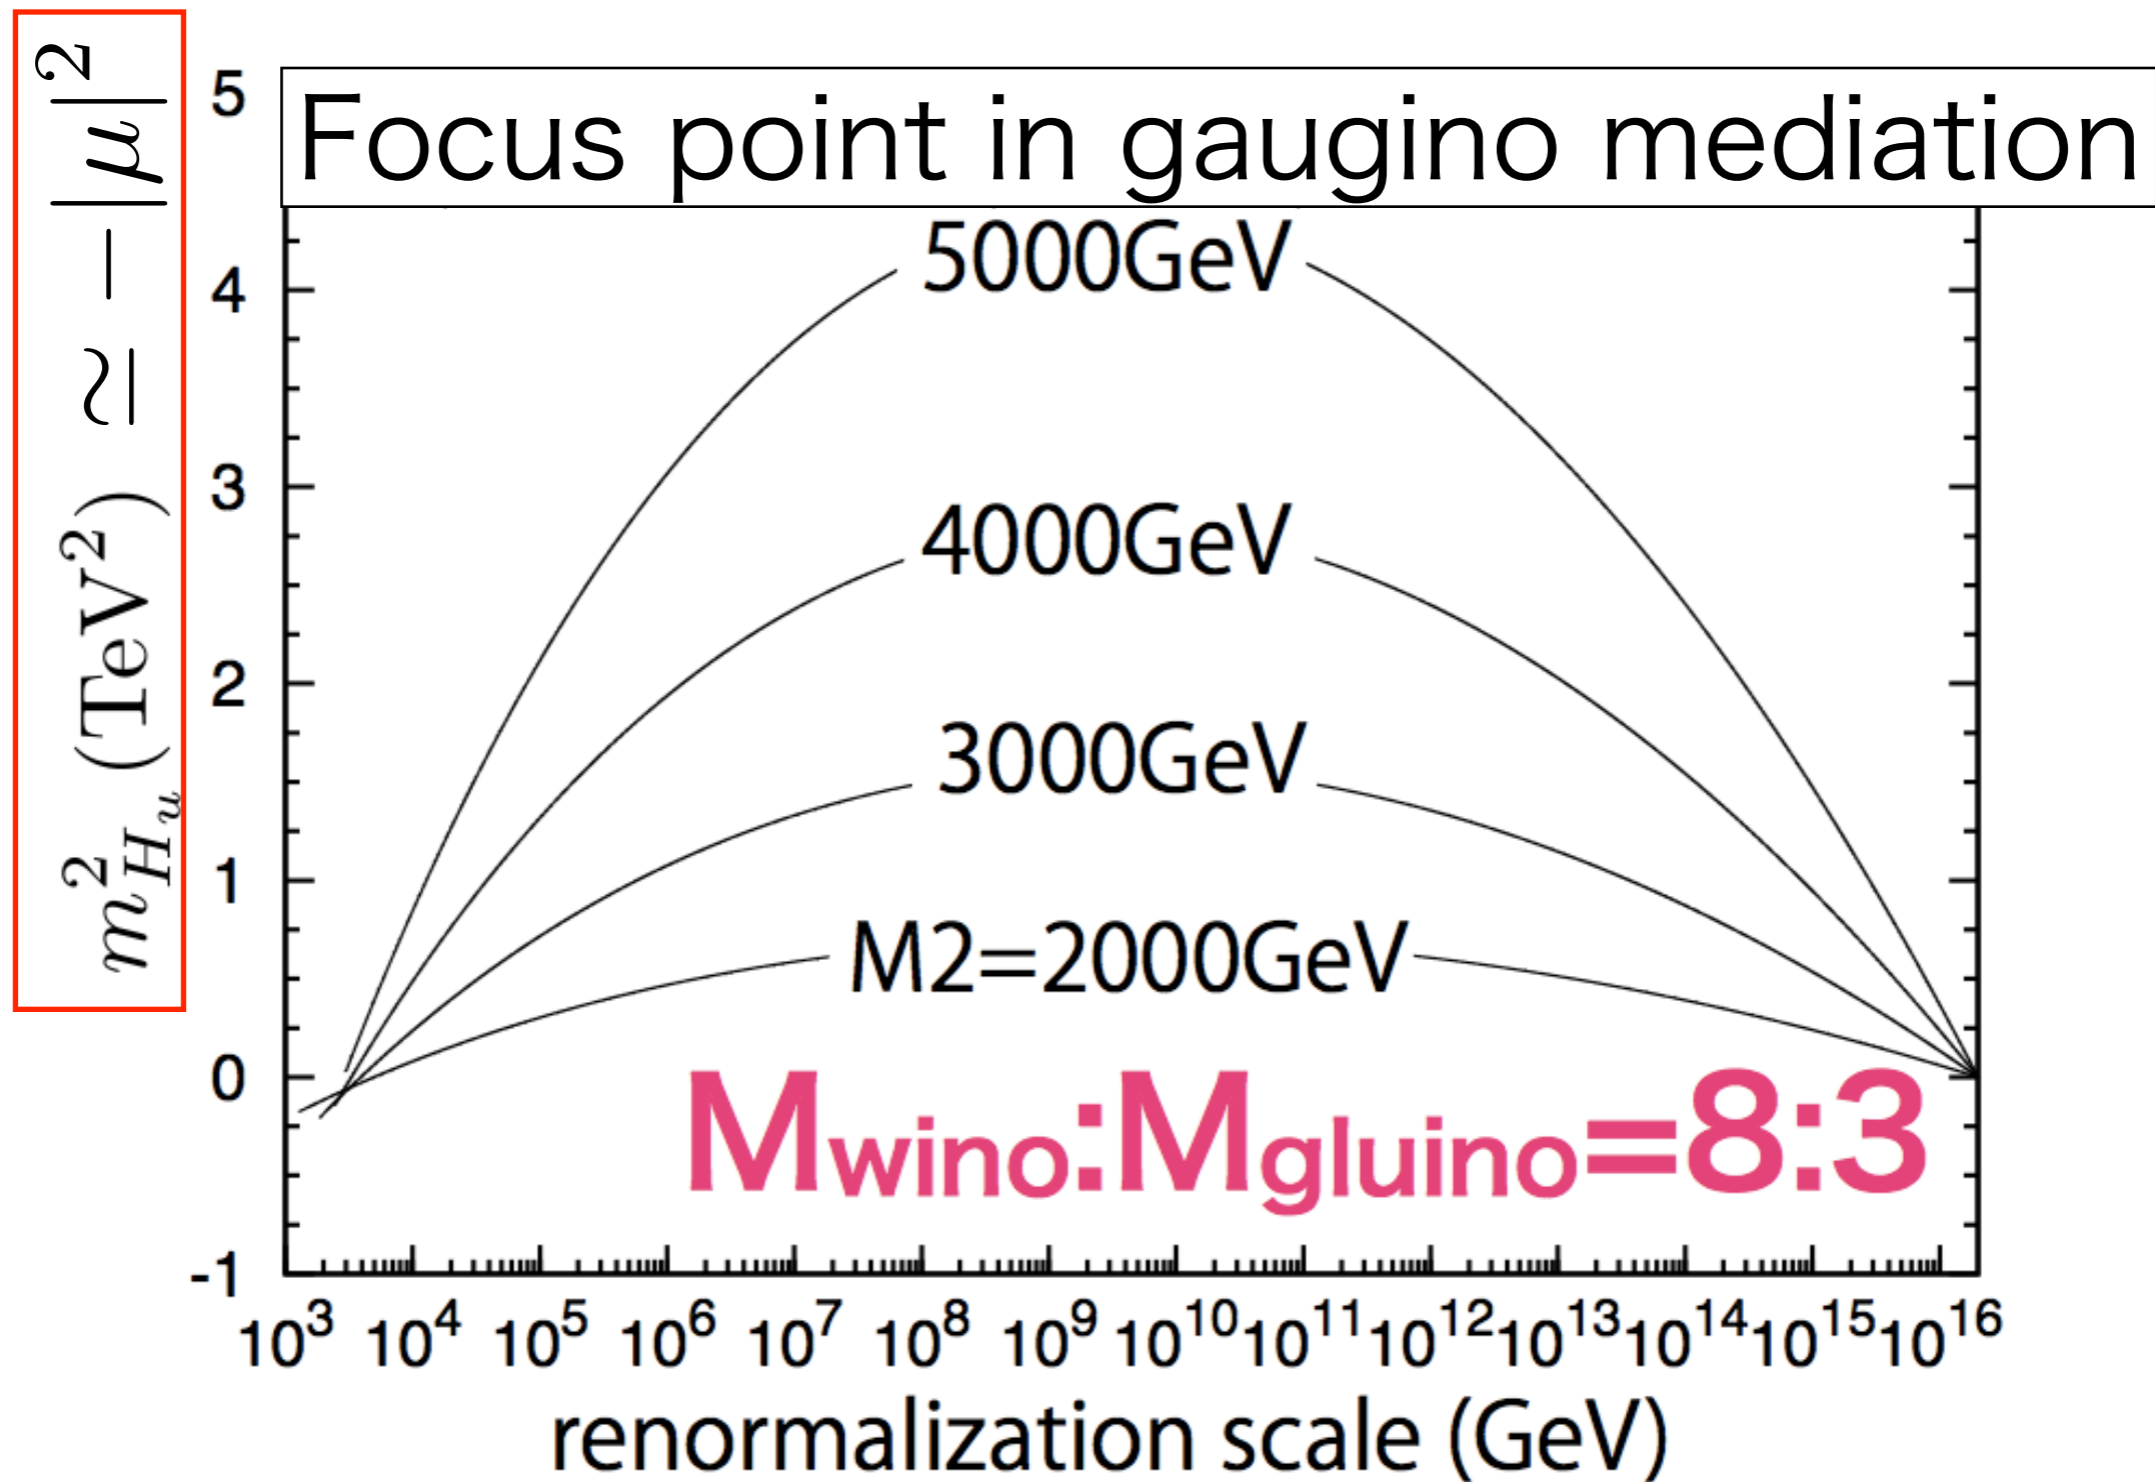 Focus point in gaugino mediation
m²_{H_u} (TeV²) ≃ −|μ|²
5
4
3
2
1
0
-1
5000GeV
4000GeV
3000GeV
M2=2000GeV
Mwino:Mgluino=8:3
10³ 10⁴ 10⁵ 10⁶ 10⁷ 10⁸ 10⁹ 10¹⁰ 10¹¹ 10¹² 10¹³ 10¹⁴ 10¹⁵ 10¹⁶
renormalization scale (GeV)